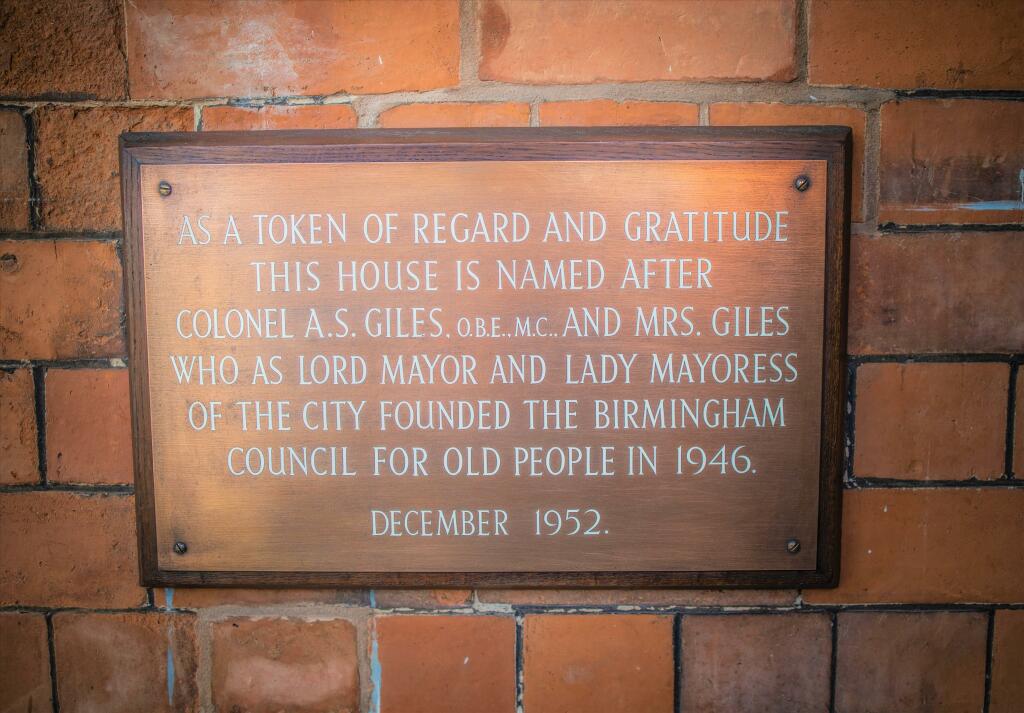 AS A TOKEN OF REGARD AND GRATITUDE
THIS HOUSE IS NAMED AFTER
COLONEL A.S. GILES, O.B.E., M.C., AND MRS. GILES
WHO AS LORD MAYOR AND LADY MAYORESS
OF THE CITY FOUNDED THE BIRMINGHAM
COUNCIL FOR OLD PEOPLE IN 1946.
DECEMBER 1952.